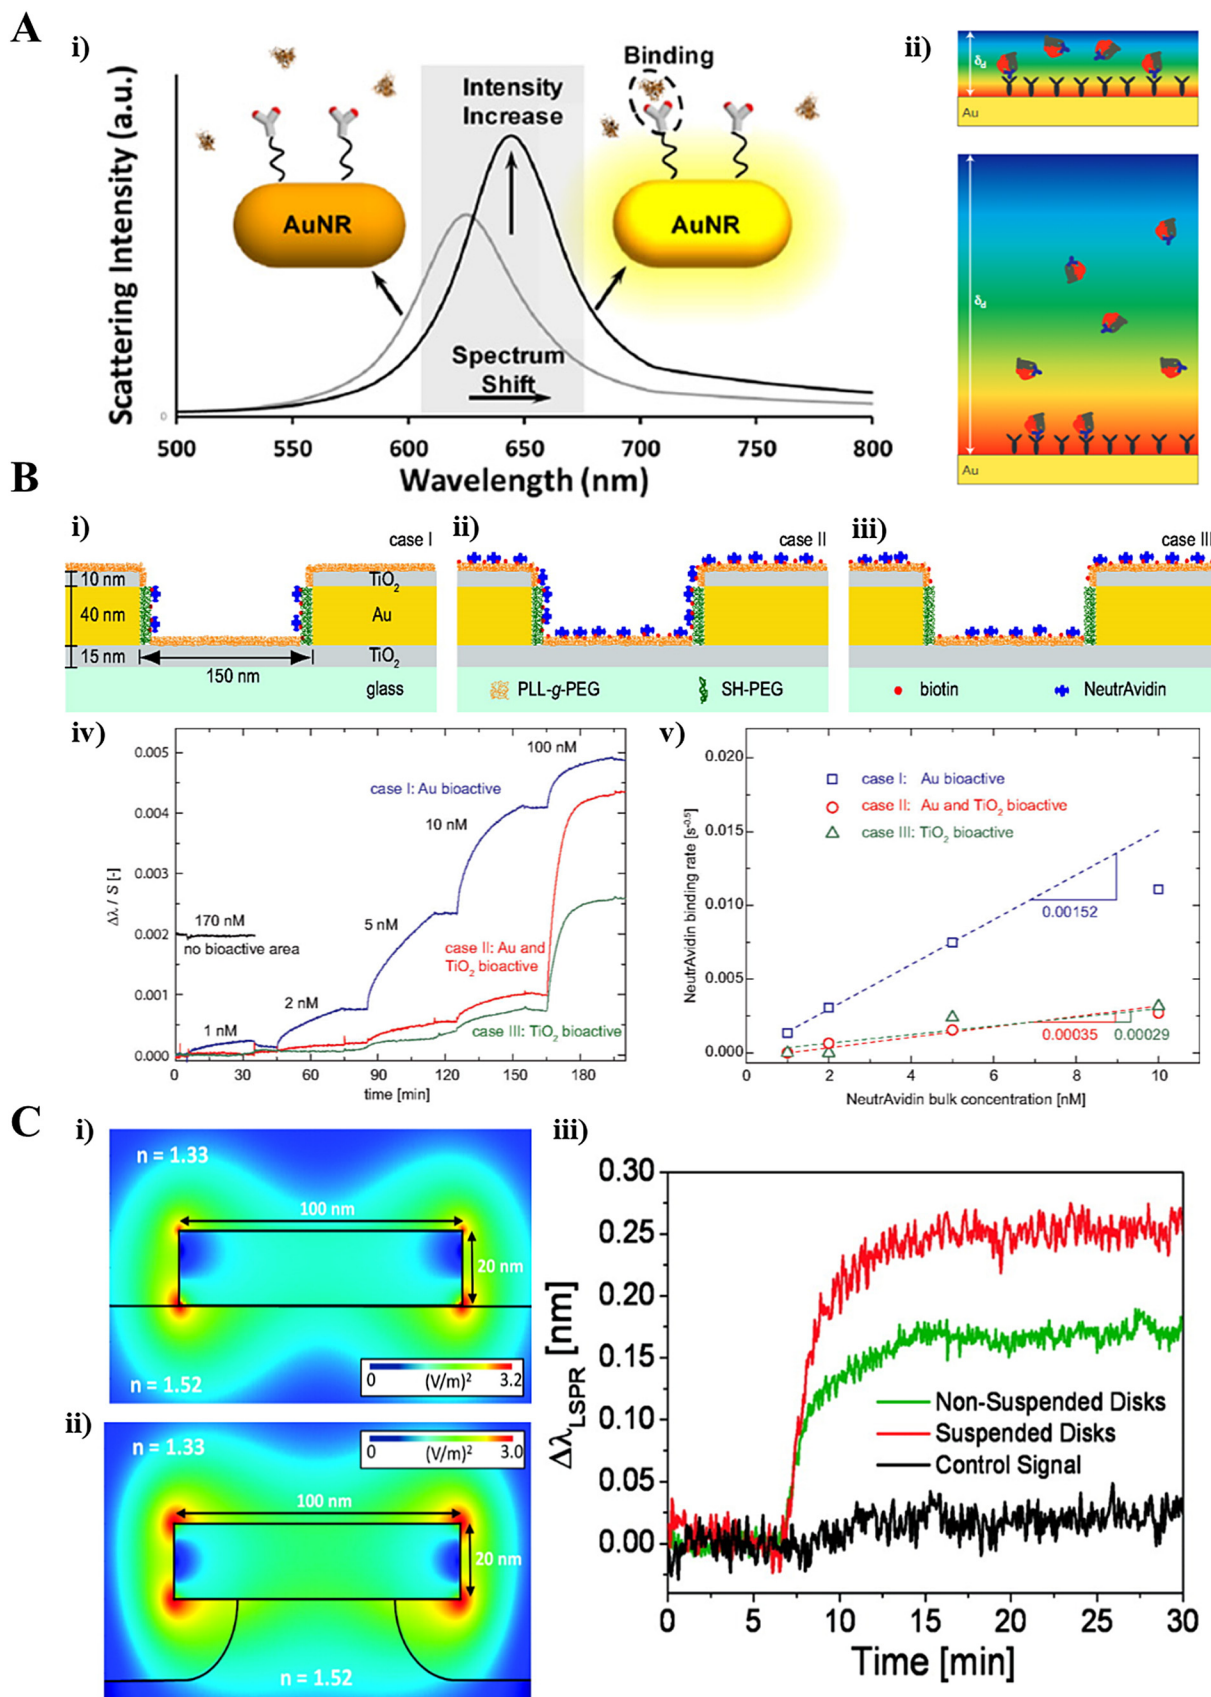 A
i)
Scattering Intensity (a.u.)
Intensity
Increase
Binding
AuNR
AuNR
Spectrum
Shift
0
500 550 600 650 700 750 800
Wavelength (nm)
ii)
Au
Au
B
i)
case I
10 nm
TiO2
40 nm
Au
15 nm
TiO2
150 nm
glass
ii)
case II
PLL-g-PEG
SH-PEG
iii)
case III
biotin
NeutrAvidin
iv)
Δλ / S [-]
0.005
0.004
0.003
0.002
0.001
0.000
100 nM
case I: Au bioactive
10 nM
5 nM
170 nM
no bioactive area
case II: Au and
TiO2 bioactive
2 nM
1 nM
case III: TiO2 bioactive
0 30 60 90 120 150 180
time [min]
v)
NeutrAvidin binding rate [s-0.5]
0.020
0.015
0.010
0.005
0.000
case I: Au bioactive
case II: Au and TiO2 bioactive
case III: TiO2 bioactive
0.00152
0.00035
0.00029
0 2 4 6 8 10
NeutrAvidin bulk concentration [nM]
C
i)
n = 1.33
100 nm
20 nm
n = 1.52
0 (V/m)2 3.2
ii)
n = 1.33
0 (V/m)2 3.0
100 nm
20 nm
n = 1.52
iii)
ΔλLSPR [nm]
0.30
0.25
0.20
0.15
0.10
0.05
0.00
Non-Suspended Disks
Suspended Disks
Control Signal
0 5 10 15 20 25 30
Time [min]